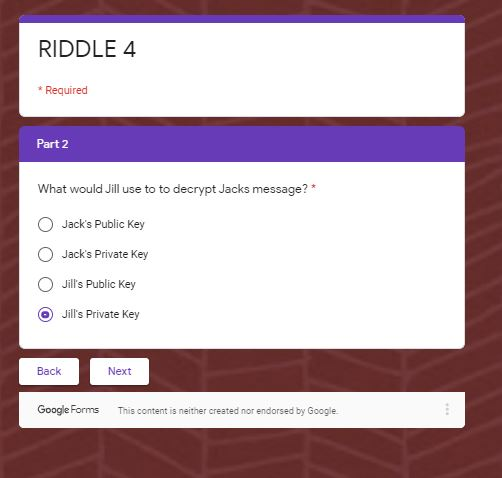 RIDDLE 4
* Required
Part 2
What would Jill use to to decrypt Jacks message? *
Jack's Public Key
Jack's Private Key
Jill's Public Key
Jill's Private Key
Back Next
Google Forms This content is neither created nor endorsed by Google.